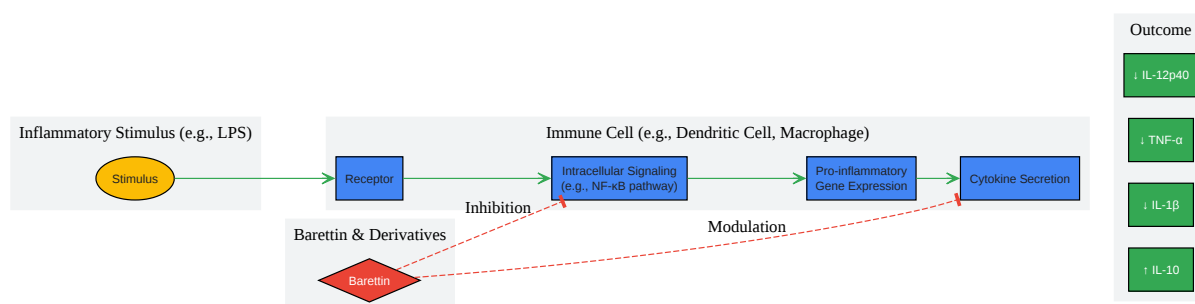 Outcome
↓ IL-12p40
↓ TNF-α
↓ IL-1β
↑ IL-10
Inflammatory Stimulus (e.g., LPS)
Stimulus
Immune Cell (e.g., Dendritic Cell, Macrophage)
Receptor
Intracellular Signaling
(e.g., NF-κB pathway)
Pro-inflammatory
Gene Expression
Cytokine Secretion
Inhibition
Modulation
Barettin & Derivatives
Barettin